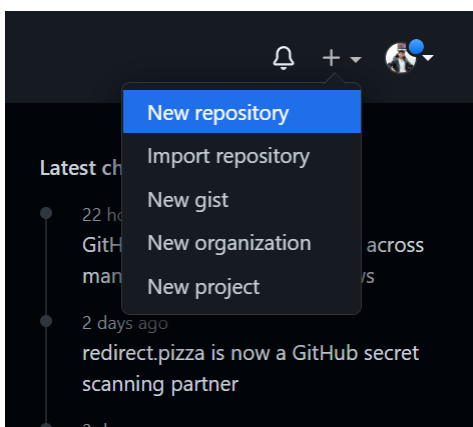 New repository
Import repository
New gist
New organization
New project
Latest ch
22 ho
GitH across
man s
2 days ago
redirect.pizza is now a GitHub secret
scanning partner